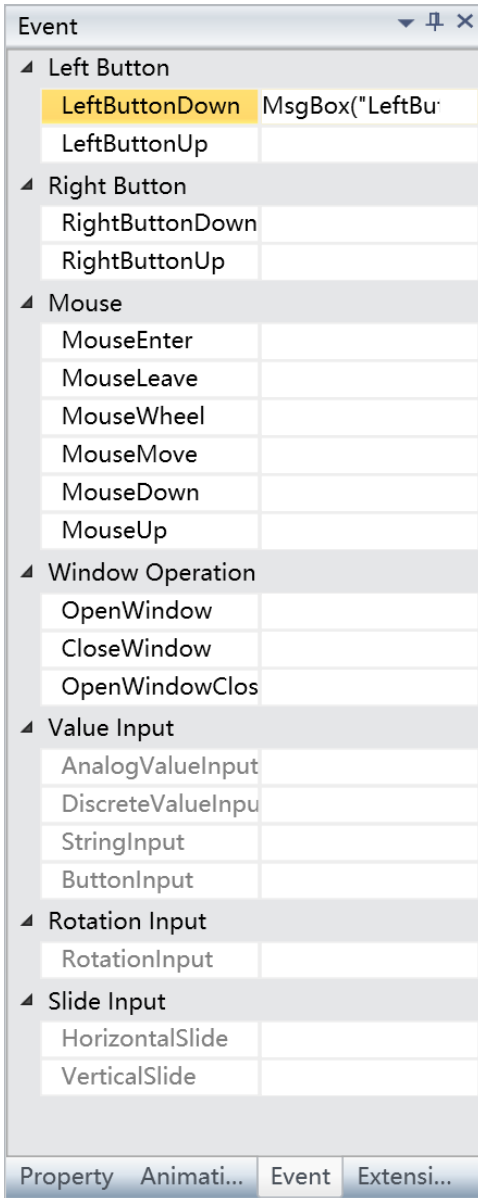 Event
Left Button
LeftButtonDown MsgBox("LeftBu
LeftButtonUp
Right Button
RightButtonDown
RightButtonUp
Mouse
MouseEnter
MouseLeave
MouseWheel
MouseMove
MouseDown
MouseUp
Window Operation
OpenWindow
CloseWindow
OpenWindowClos
Value Input
AnalogValueInput
DiscreteValueInpu
StringInput
ButtonInput
Rotation Input
RotationInput
Slide Input
HorizontalSlide
VerticalSlide
Property Animati... Event Extensi...